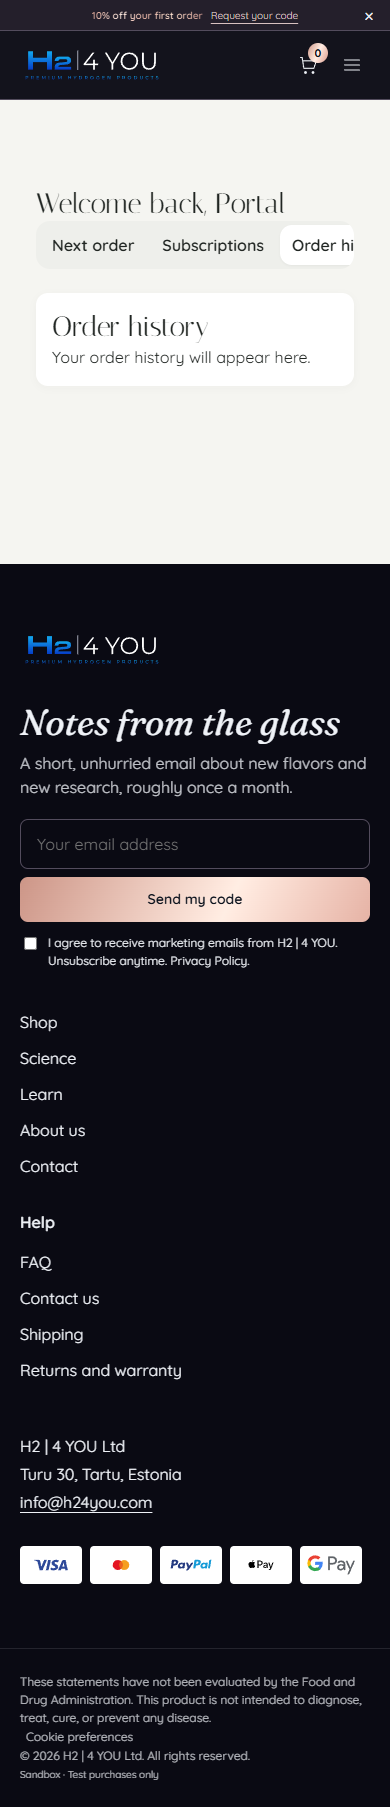 10% off your first order Request your code ×
H2 | 4 YOU
PREMIUM HYDROGEN PRODUCTS
0
Welcome back, Portal
Next order Subscriptions Order hi
Order history
Your order history will appear here.
H2 | 4 YOU
PREMIUM HYDROGEN PRODUCTS
Notes from the glass
A short, unhurried email about new flavors and
new research, roughly once a month.
Your email address
Send my code
I agree to receive marketing emails from H2 | 4 YOU.
Unsubscribe anytime. Privacy Policy.
Shop
Science
Learn
About us
Contact
Help
FAQ
Contact us
Shipping
Returns and warranty
H2 | 4 YOU Ltd
Turu 30, Tartu, Estonia
info@h24you.com
VISA PayPal Pay G Pay
These statements have not been evaluated by the Food and
Drug Administration. This product is not intended to diagnose,
treat, cure, or prevent any disease.
Cookie preferences
© 2026 H2 | 4 YOU Ltd. All rights reserved.
Sandbox · Test purchases only